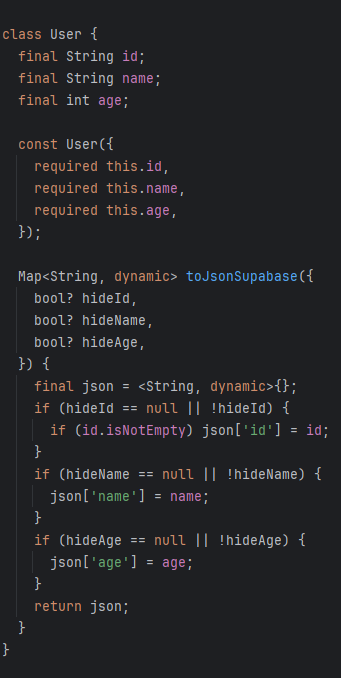 class User {
  final String id;
  final String name;
  final int age;

  const User({
    required this.id,
    required this.name,
    required this.age,
  });

  Map<String, dynamic> toJsonSupabase({
    bool? hideId,
    bool? hideName,
    bool? hideAge,
  }) {
    final json = <String, dynamic>{};
    if (hideId == null || !hideId) {
      if (id.isNotEmpty) json['id'] = id;
    }
    if (hideName == null || !hideName) {
      json['name'] = name;
    }
    if (hideAge == null || !hideAge) {
      json['age'] = age;
    }
    return json;
  }
}